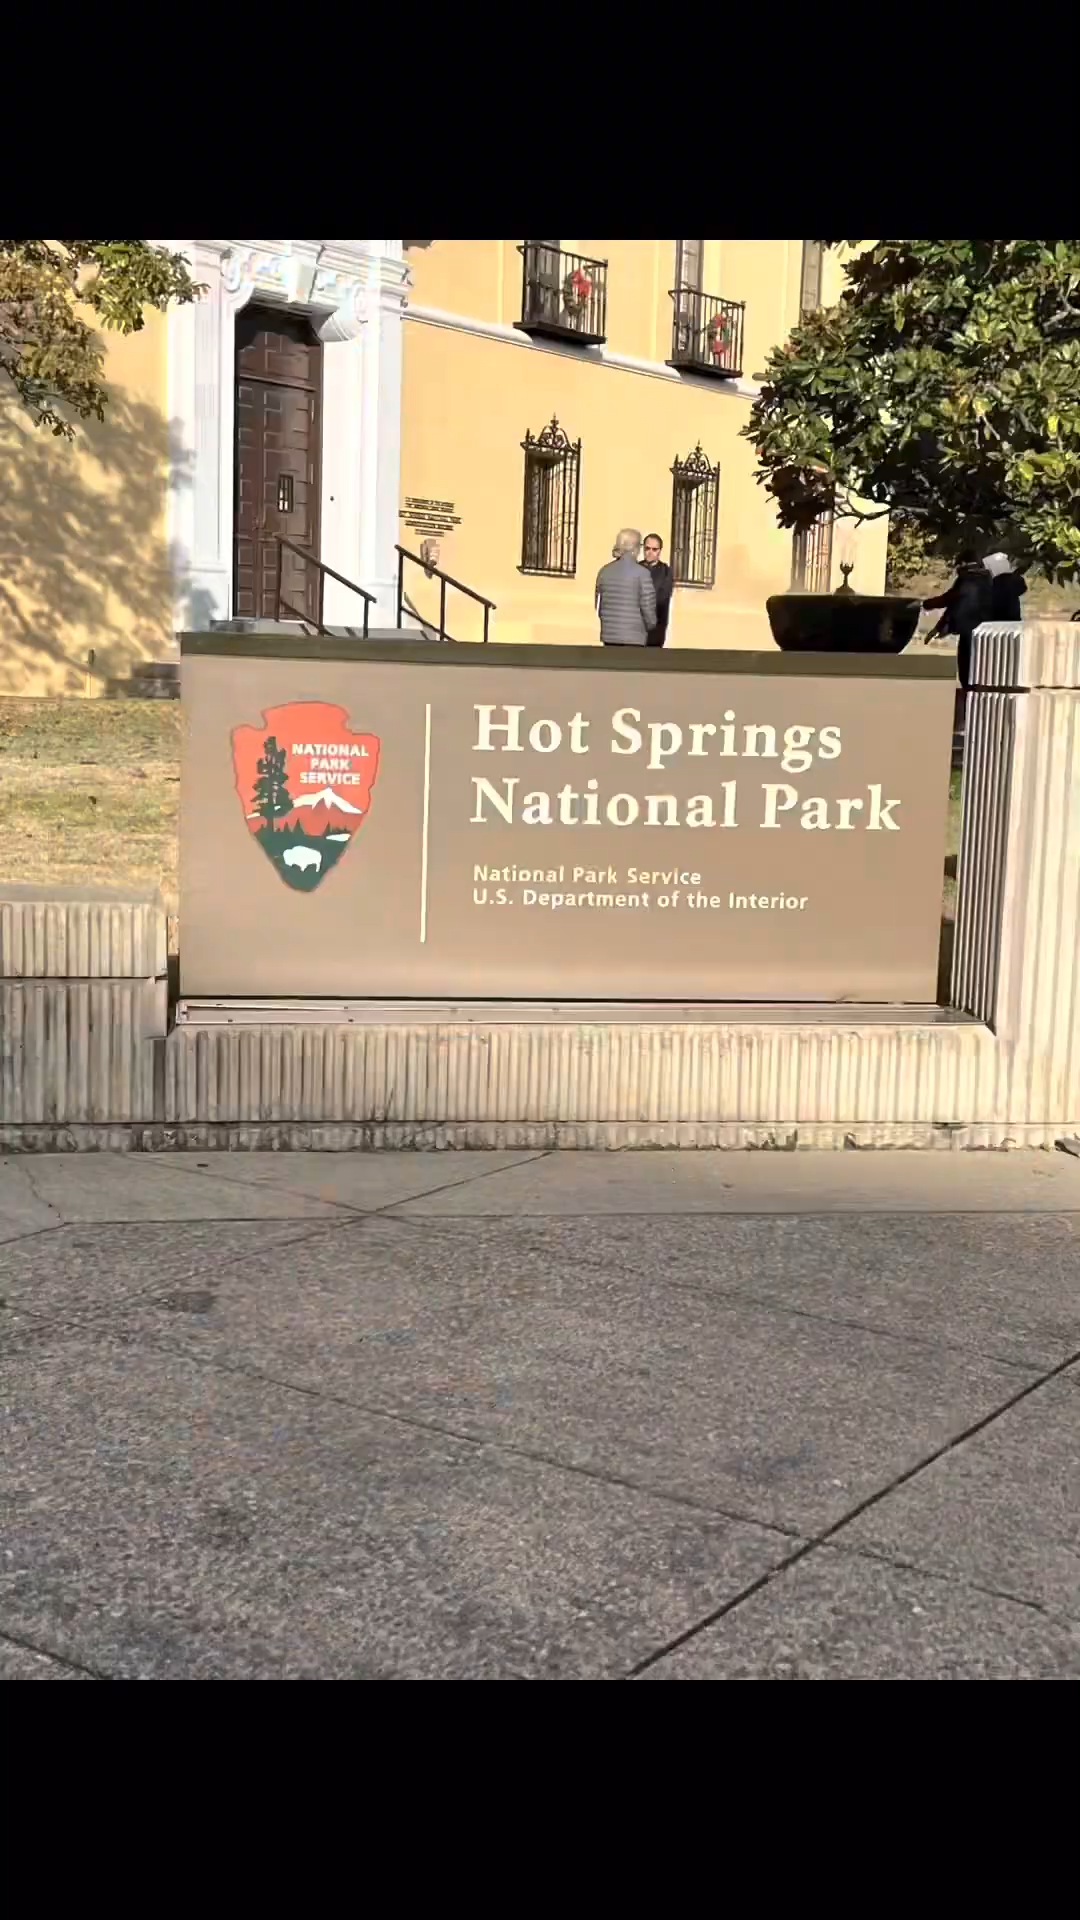 NATIONAL
PARK
SERVICE
Hot Springs
National Park
National Park Service
U.S. Department of the Interior